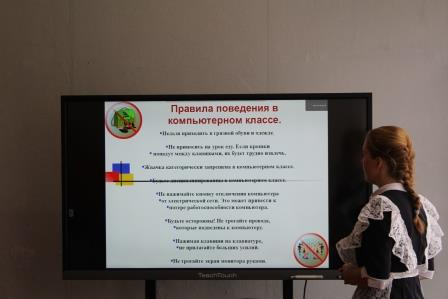 Правила поведения в
компьютерном классе.
•Нельзя приходить в грязной обуви и одежде.
•Не приносить на урок еду. Если крошки
• попадут между клавишами, их будет трудно извлечь.
•Жвачка категорически запрещена в компьютерном классе.
•Будьте дисциплинированы в компьютерном классе.
•Не нажимайте кнопку отключения компьютера
•от электрической сети. Это может привести к
•потере работоспособности компьютера.
•Будьте осторожны! Не трогайте провода,
•которые подведены к компьютеру.
•Нажимая клавиши на клавиатуре,
•не прилагайте больших усилий.
•Не трогайте экран монитора руками.
TeachTouch